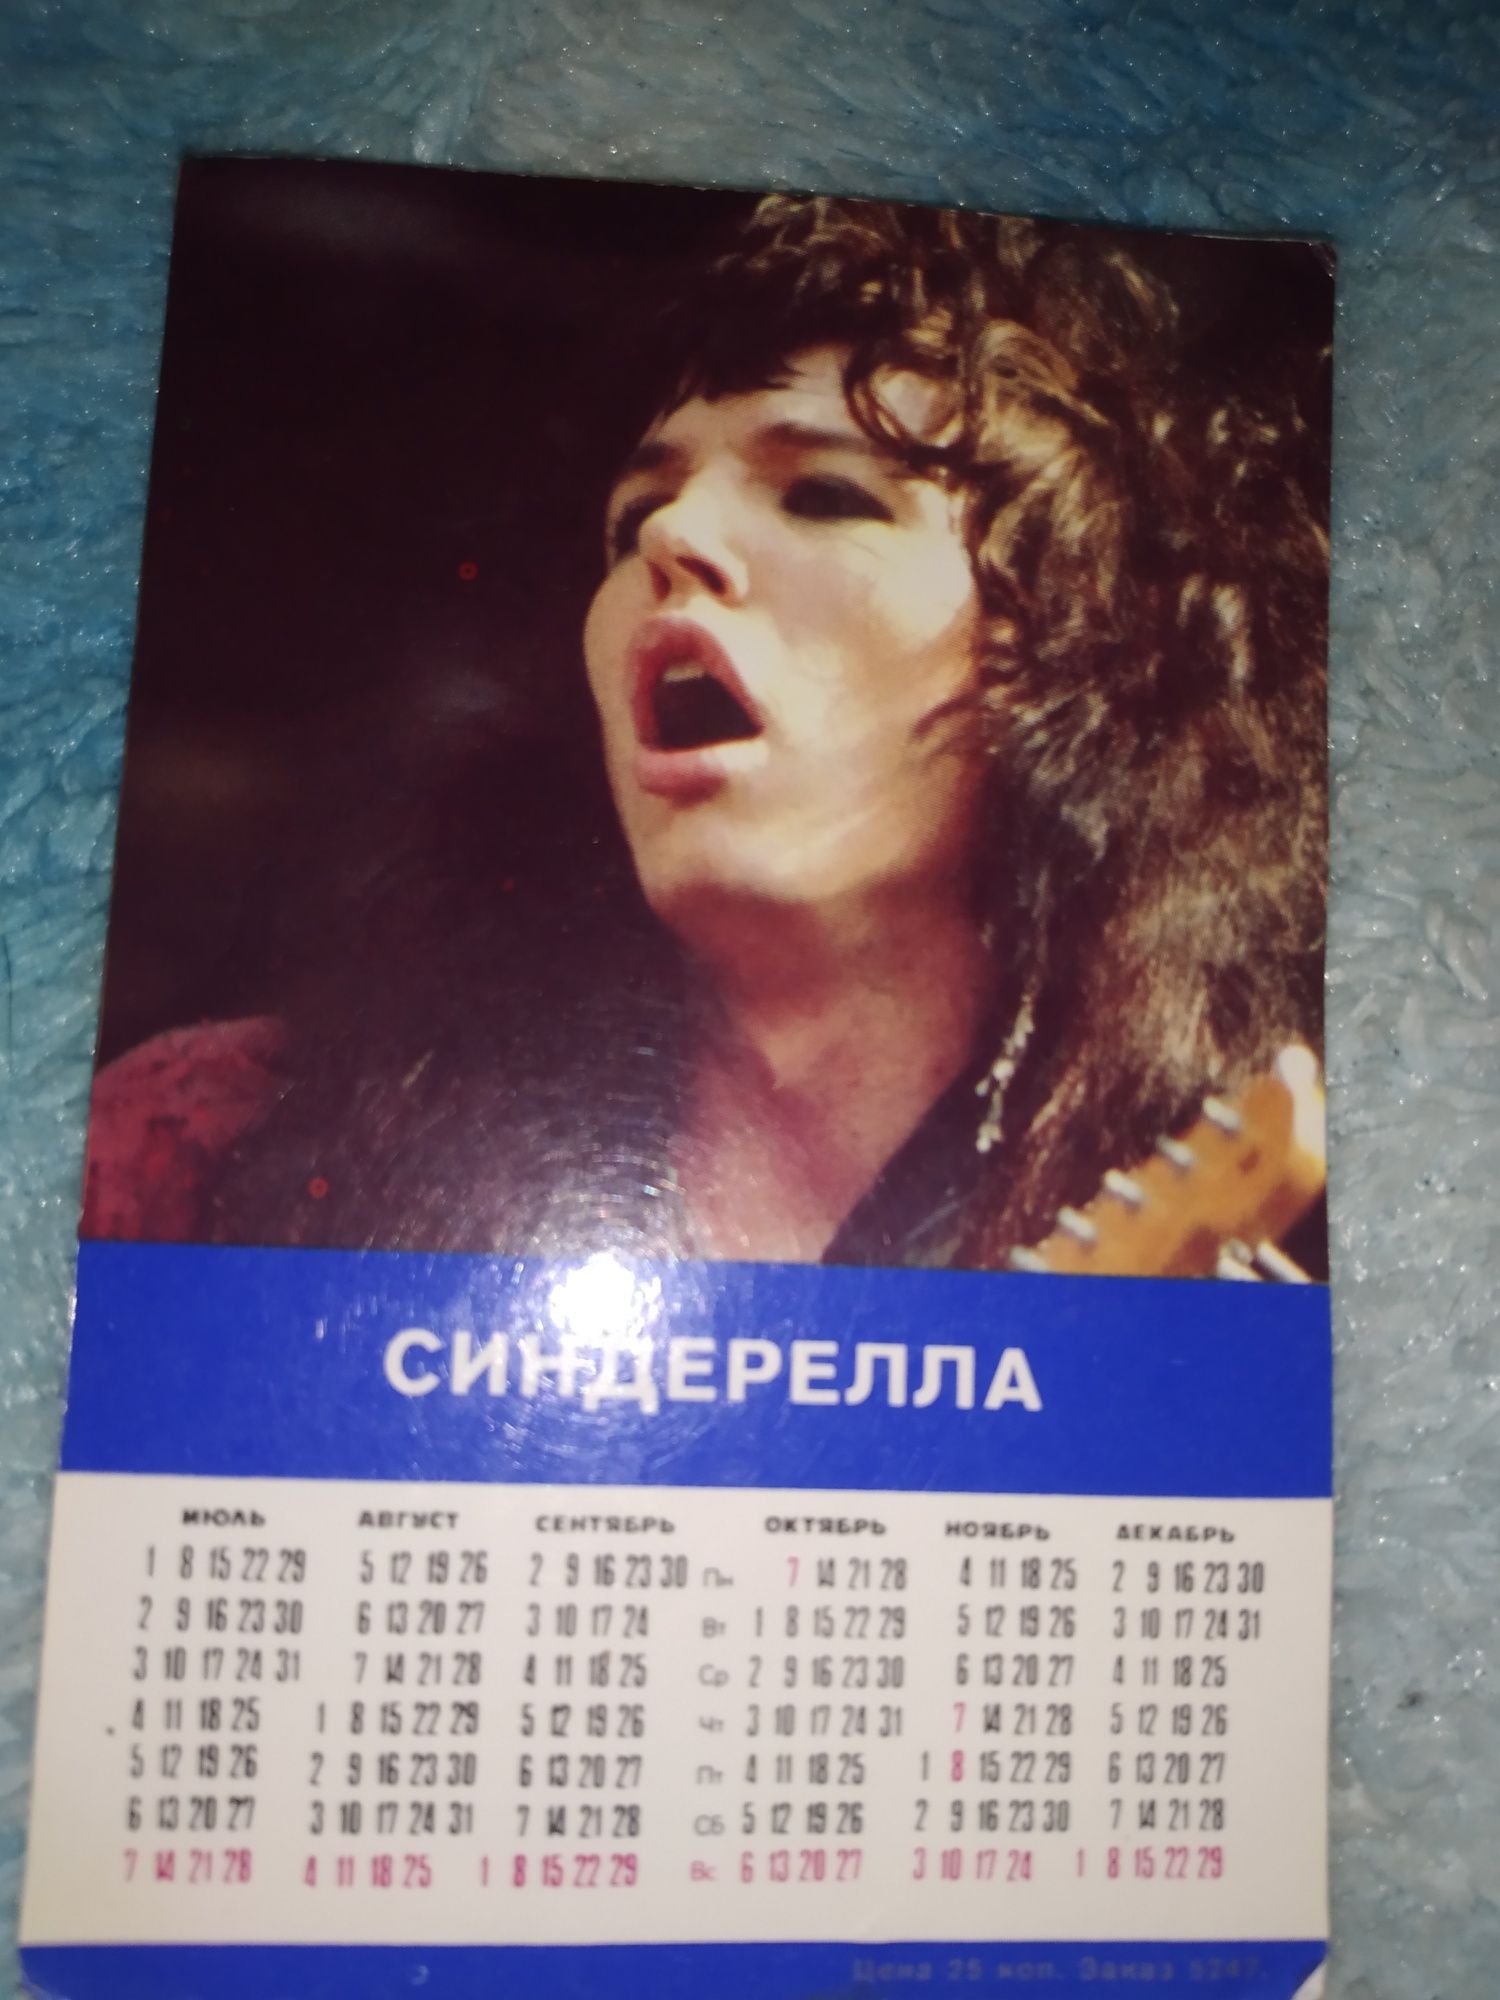 СИНДЕРЕЛЛА
ИЮЛЬ АВГУСТ СЕНТЯБРЬ ОКТЯБРЬ НОЯБРЬ ДЕКАБРЬ
1 8 15 22 29 5 12 19 26 2 9 16 23 30 Пн 7 14 21 28 4 11 18 25 2 9 16 23 30
2 9 16 23 30 6 13 20 27 3 10 17 24 Вт 1 8 15 22 29 5 12 19 26 3 10 17 24 31
3 10 17 24 31 7 14 21 28 4 11 18 25 Ср 2 9 16 23 30 6 13 20 27 4 11 18 25
4 11 18 25 1 8 15 22 29 5 12 19 26 Чт 3 10 17 24 31 7 14 21 28 5 12 19 26
5 12 19 26 2 9 16 23 30 6 13 20 27 Пт 4 11 18 25 1 8 15 22 29 6 13 20 27
6 13 20 27 3 10 17 24 31 7 14 21 28 Сб 5 12 19 26 2 9 16 23 30 7 14 21 28
7 14 21 28 4 11 18 25 1 8 15 22 29 Вс 6 13 20 27 3 10 17 24 1 8 15 22 29
Цена 25 коп. Заказ 5247.